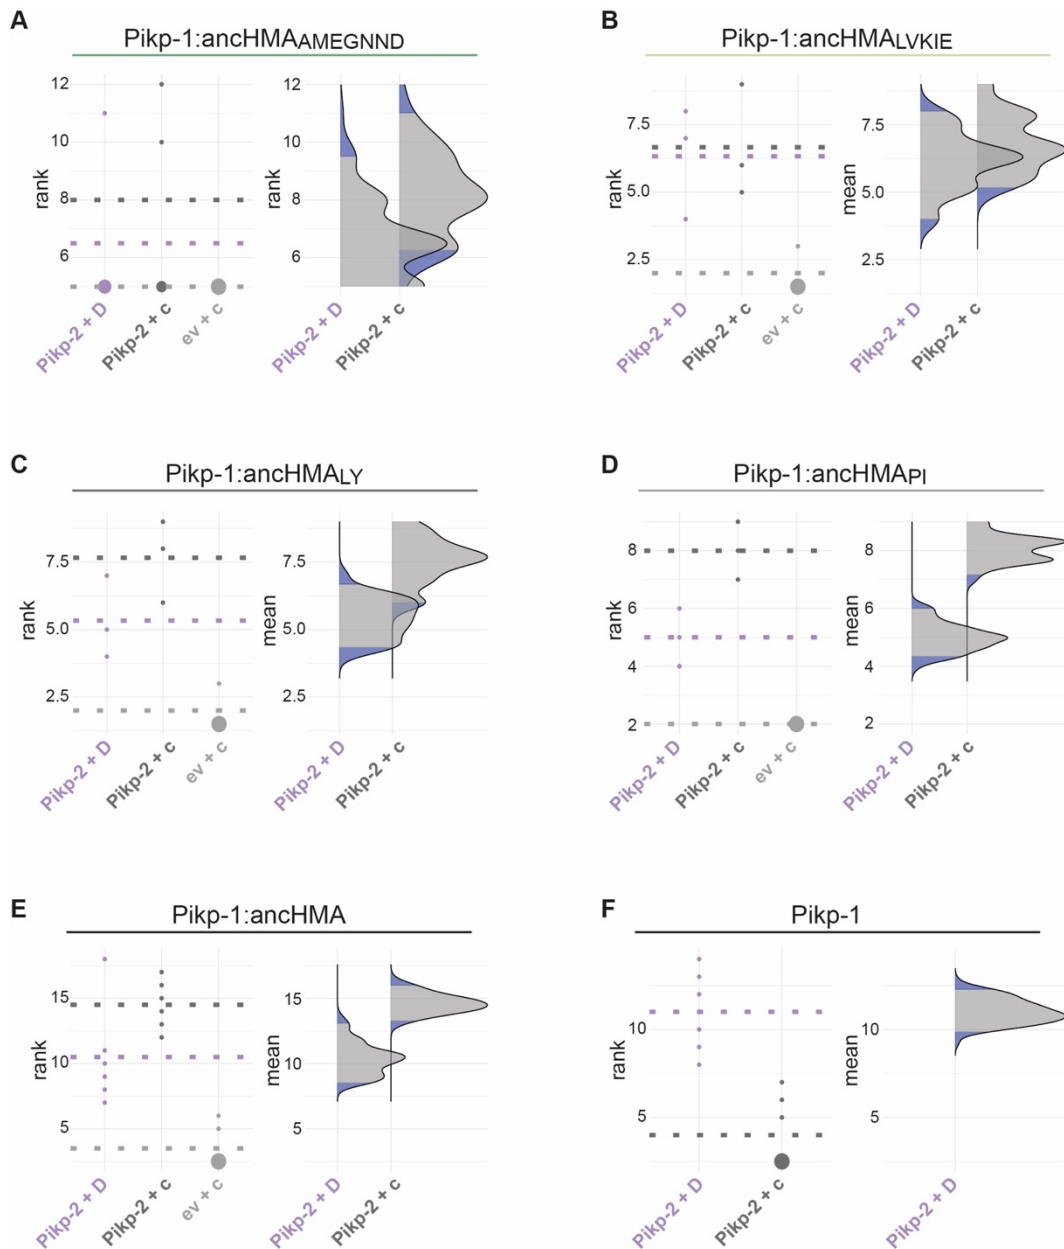 A
Pikp-1:ancHMAAMEGNND
12
10
8
6
rank
12
10
8
6
rank
Pikp-2 + D
Pikp-2 + c
ev + c
Pikp-2 + D
Pikp-2 + c
B
Pikp-1:ancHMALVKIE
7.5
5.0
2.5
rank
7.5
5.0
2.5
mean
Pikp-2 + D
Pikp-2 + c
ev + c
Pikp-2 + D
Pikp-2 + c
C
Pikp-1:ancHMALY
7.5
5.0
2.5
rank
7.5
5.0
2.5
mean
Pikp-2 + D
Pikp-2 + c
ev + c
Pikp-2 + D
Pikp-2 + c
D
Pikp-1:ancHMAPI
8
6
4
2
rank
8
6
4
2
mean
Pikp-2 + D
Pikp-2 + c
ev + c
Pikp-2 + D
Pikp-2 + c
E
Pikp-1:ancHMA
15
10
5
rank
15
10
5
mean
Pikp-2 + D
Pikp-2 + c
ev + c
Pikp-2 + D
Pikp-2 + c
F
Pikp-1
10
5
rank
10
5
mean
Pikp-2 + D
Pikp-2 + c
Pikp-2 + D